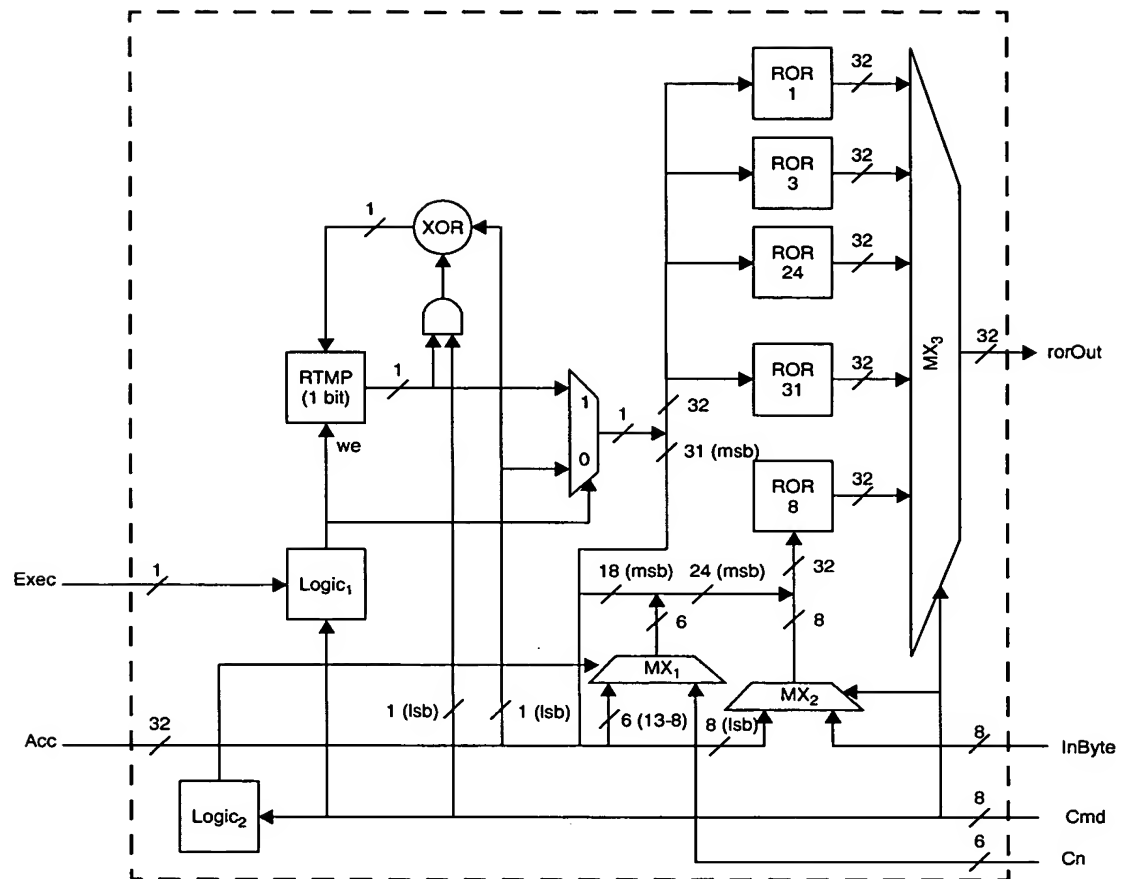 32
ROR
1
32
ROR
3
1
XOR
32
ROR
24
RTMP
(1 bit)
1
1
32
ROR
31
MX3
32
rorOut
we
0
1
32
31 (msb)
32
ROR
8
Exec
1
Logic1
18 (msb)
24 (msb)
32
6
8
MX1
MX2
1 (lsb)
1 (lsb)
6 (13-8)
8 (lsb)
Acc
32
8
InByte
Logic2
8
Cmd
6
Cn